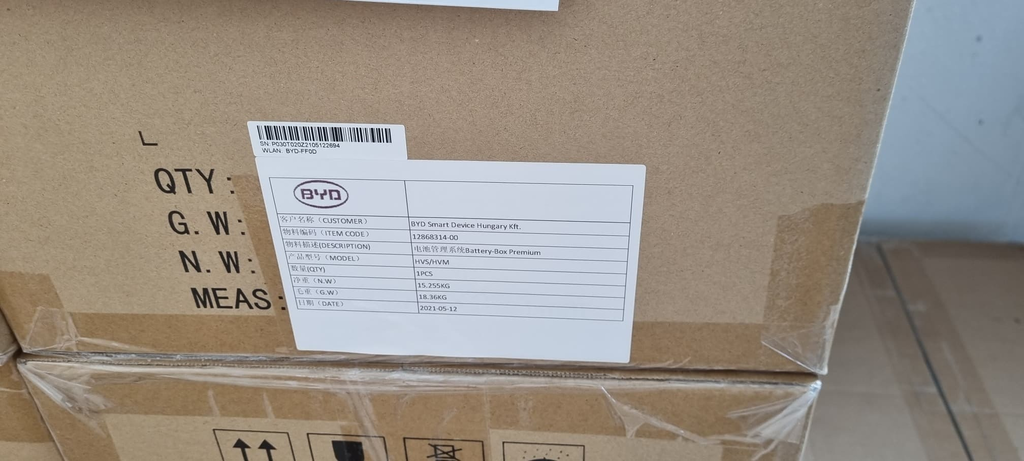 SN: P030T020Z2105122694
WLAN: BYD-FF0D
QTY:
G.W:
N.W:
MEAS:
BYD
客户名称（CUSTOMER） BYD Smart Device Hungary Kft.
物料编码（ITEM CODE） 12868314-00
物料描述(DESCRIPTION) 电池管理系统Battery-Box Premium
产品型号（MODEL） HVS/HVM
数量(QTY) 1PCS
净重（N.W） 15.255KG
毛重（G.W） 18.36KG
日期（DATE） 2021-05-12